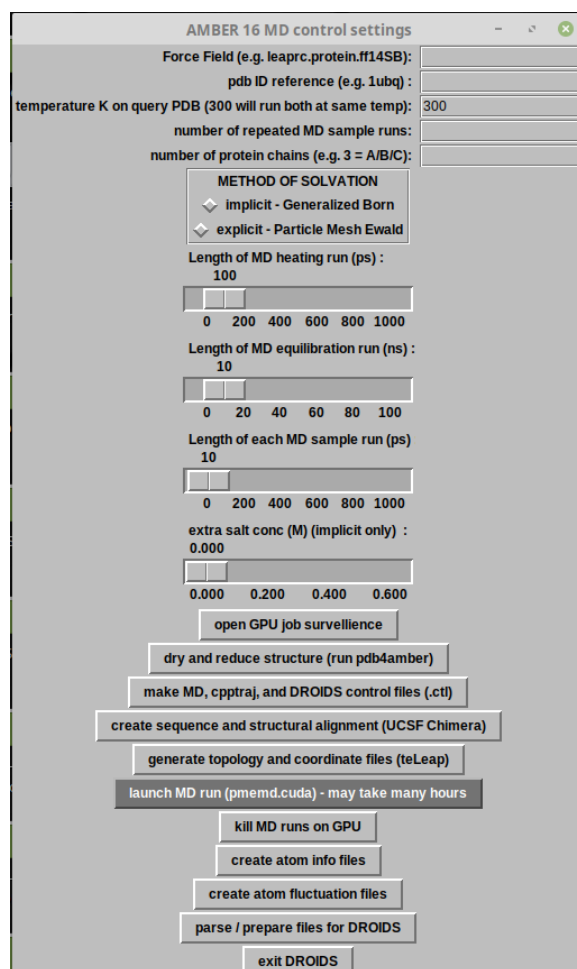 AMBER 16 MD control settings
Force Field (e.g. leaprc.protein.ff14SB):
pdb ID reference (e.g. 1ubq) :
temperature K on query PDB (300 will run both at same temp): 300
number of repeated MD sample runs:
number of protein chains (e.g. 3 = A/B/C):
METHOD OF SOLVATION
implicit - Generalized Born
explicit - Particle Mesh Ewald
Length of MD heating run (ps) :
100
0 200 400 600 800 1000
Length of MD equilibration run (ns) :
10
0 20 40 60 80 100
Length of each MD sample run (ps)
10
0 200 400 600 800 1000
extra salt conc (M) (implicit only) :
0.000
0.000 0.200 0.400 0.600
open GPU job survellience
dry and reduce structure (run pdb4amber)
make MD, cpptraj, and DROIDS control files (.ctl)
create sequence and structural alignment (UCSF Chimera)
generate topology and coordinate files (teLeap)
launch MD run (pmemd.cuda) - may take many hours
kill MD runs on GPU
create atom info files
create atom fluctuation files
parse / prepare files for DROIDS
exit DROIDS